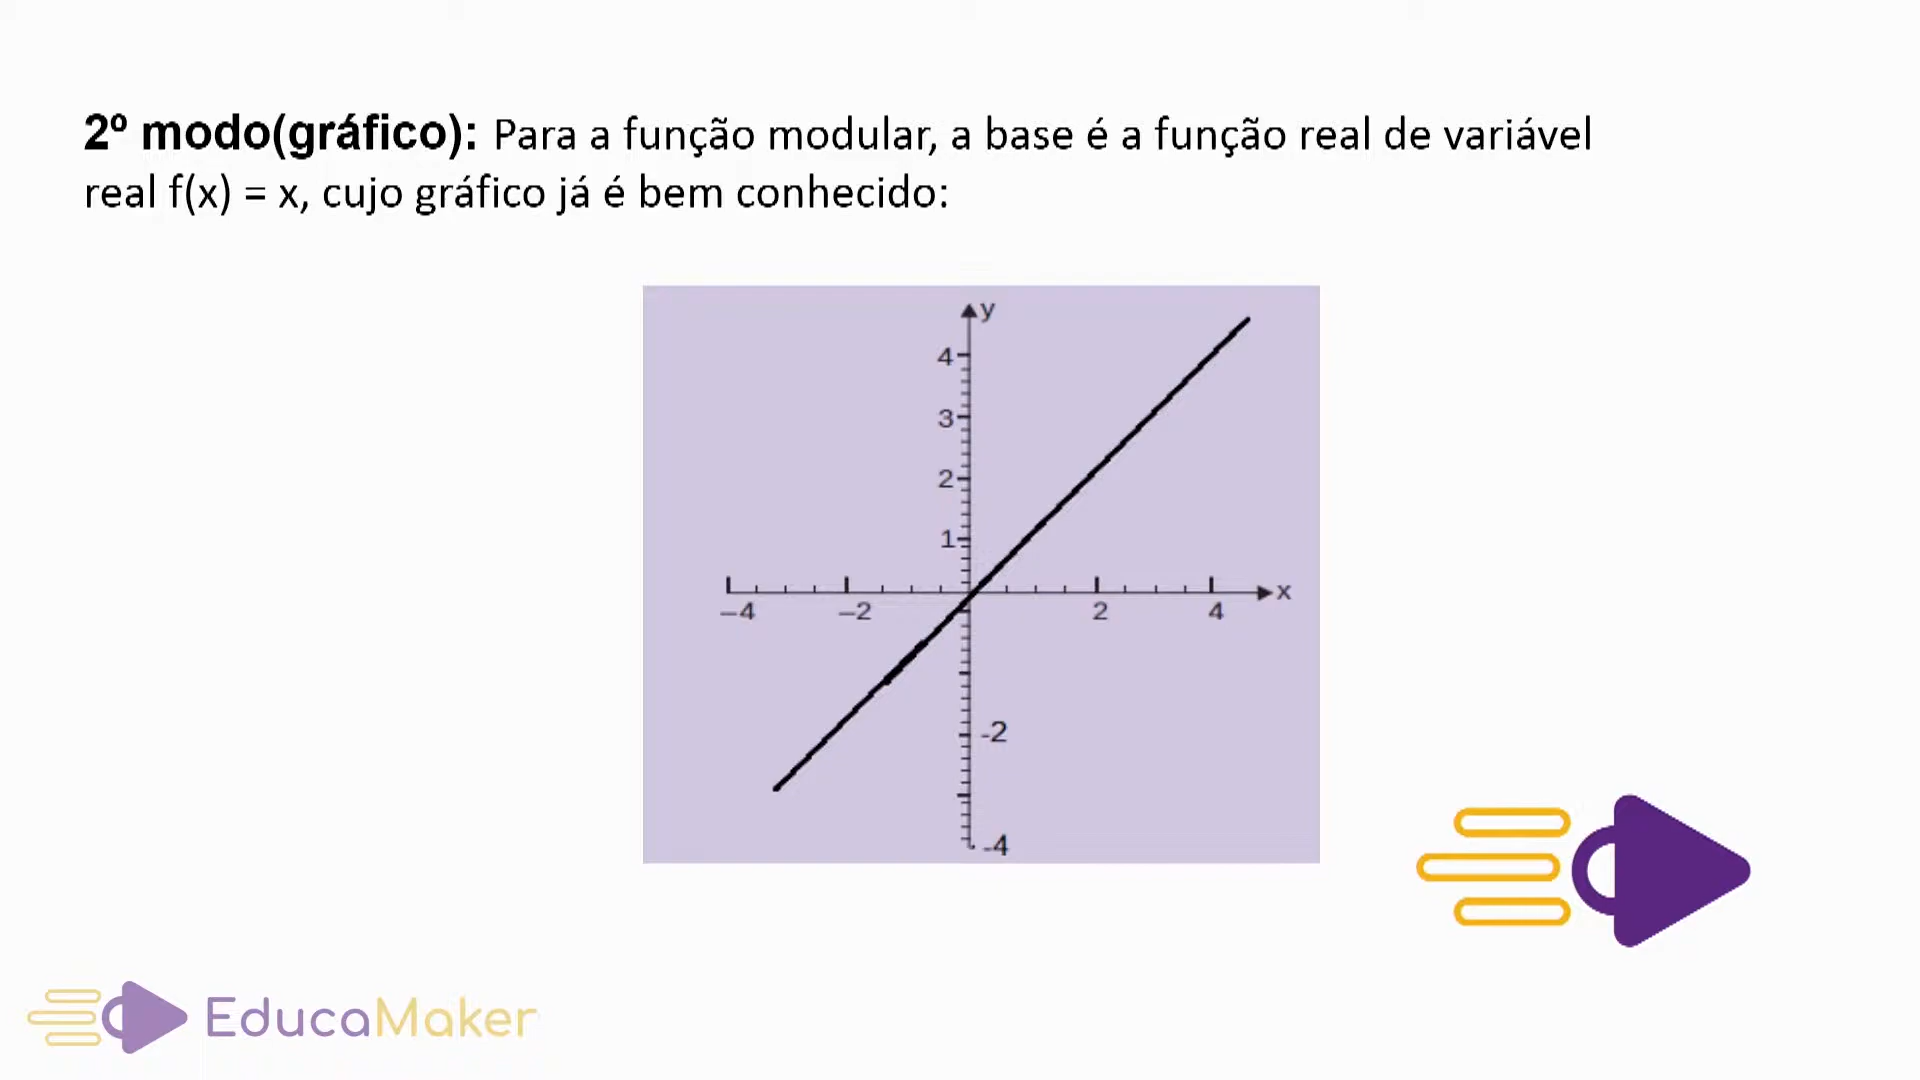 2º modo(gráfico): Para a função modular, a base é a função real de variável
real f(x) = x, cujo gráfico já é bem conhecido:
y
4
3
2
1
x
–4
–2
2
4
-2
-4
EducaMaker